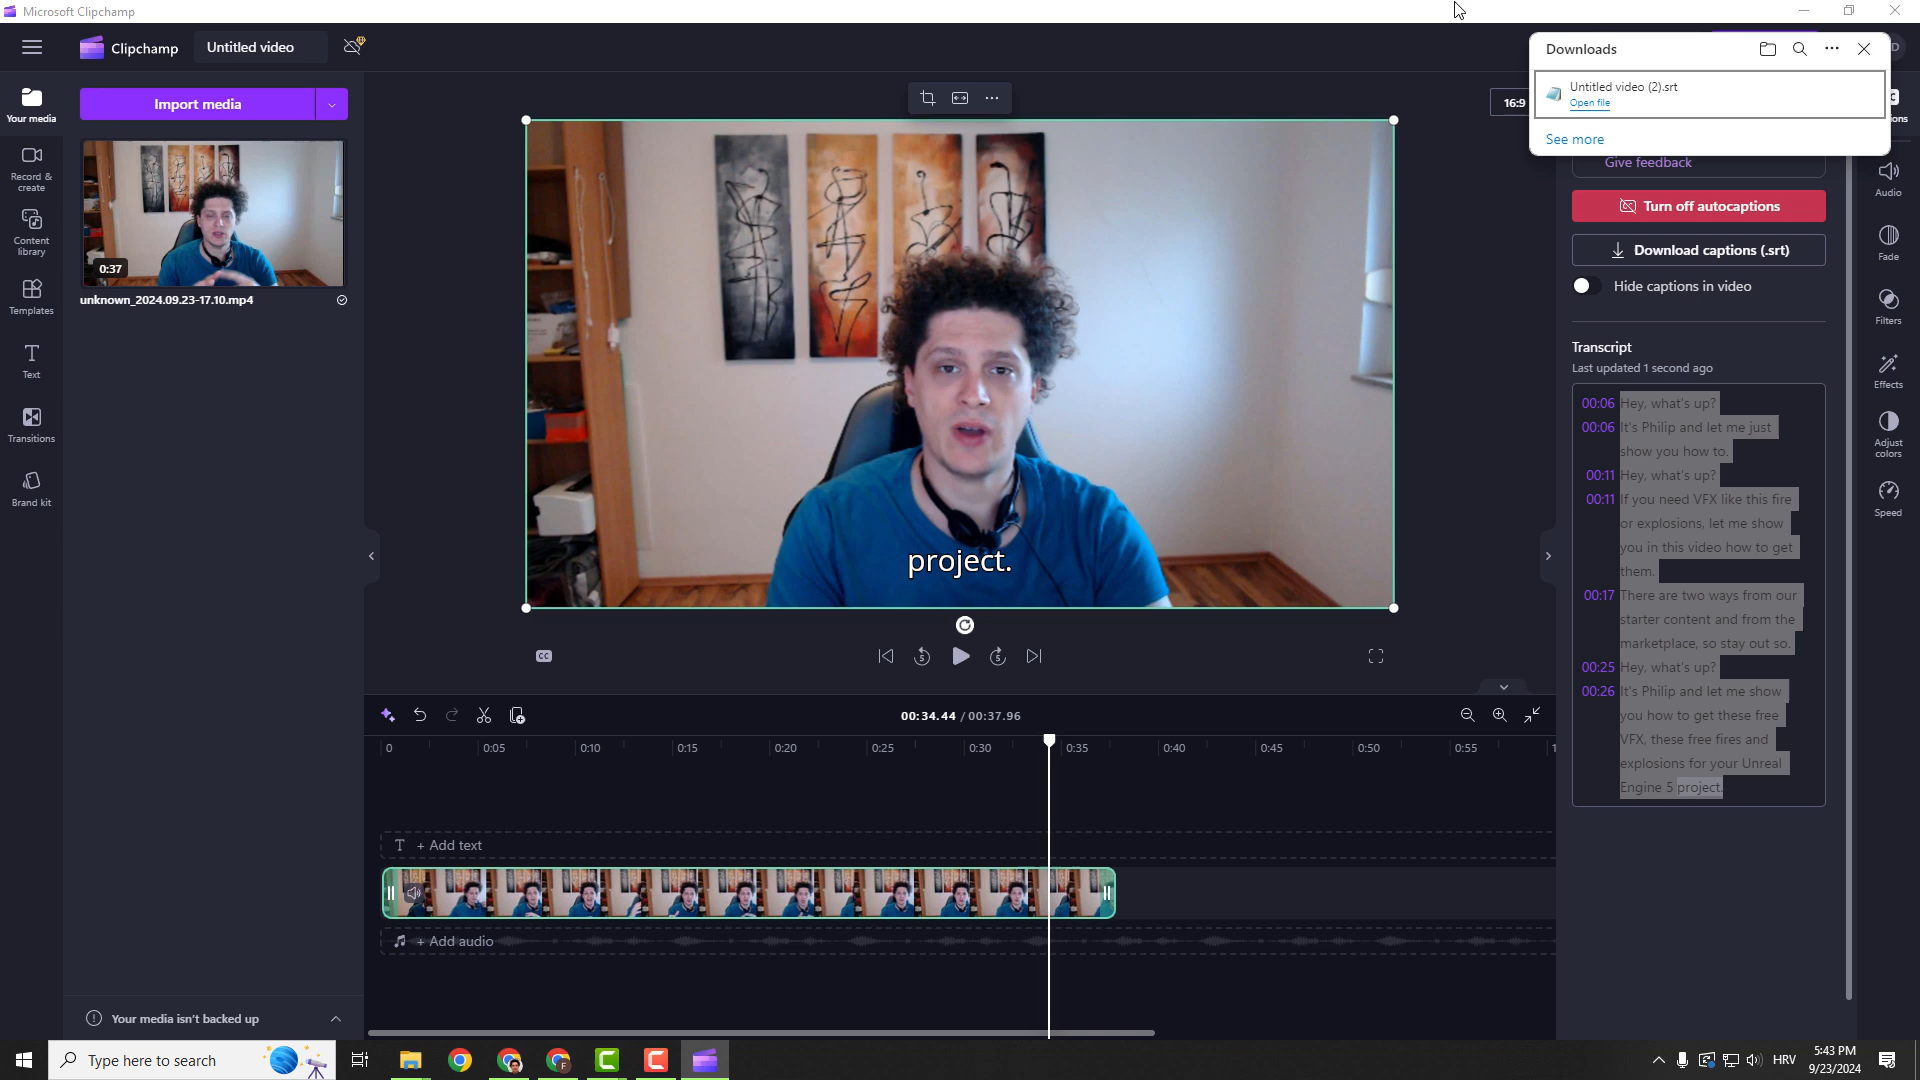 Microsoft Clipchamp
Clipchamp
Untitled video
Your media
Import media
0:37
unknown_2024.09.23-17.10.mp4
Record &
create
Content
library
Templates
Text
Transitions
Brand kit
Your media isn't backed up
16:9
project.
CC
5
5
Downloads
Untitled video (2).srt
Open file
See more
Give feedback
Turn off autocaptions
Download captions (.srt)
Hide captions in video
Transcript
Last updated 1 second ago
00:06 Hey, what's up?
00:06 It's Philip and let me just
show you how to.
00:11 Hey, what's up?
00:11 If you need VFX like this fire
or explosions, let me show
you in this video how to get
them.
00:17 There are two ways from our
starter content and from the
marketplace, so stay out so.
00:25 Hey, what's up?
00:26 It's Philip and let me show
you how to get these free
VFX, these free fires and
explosions for your Unreal
Engine 5 project.
Audio
Fade
Filters
Effects
Adjust
colors
Speed
00:34.44 / 00:37.96
0 0:05 0:10 0:15 0:20 0:25 0:30 0:35 0:40 0:45 0:50 0:55
T + Add text
+ Add audio
Type here to search
HRV
5:43 PM
9/23/2024